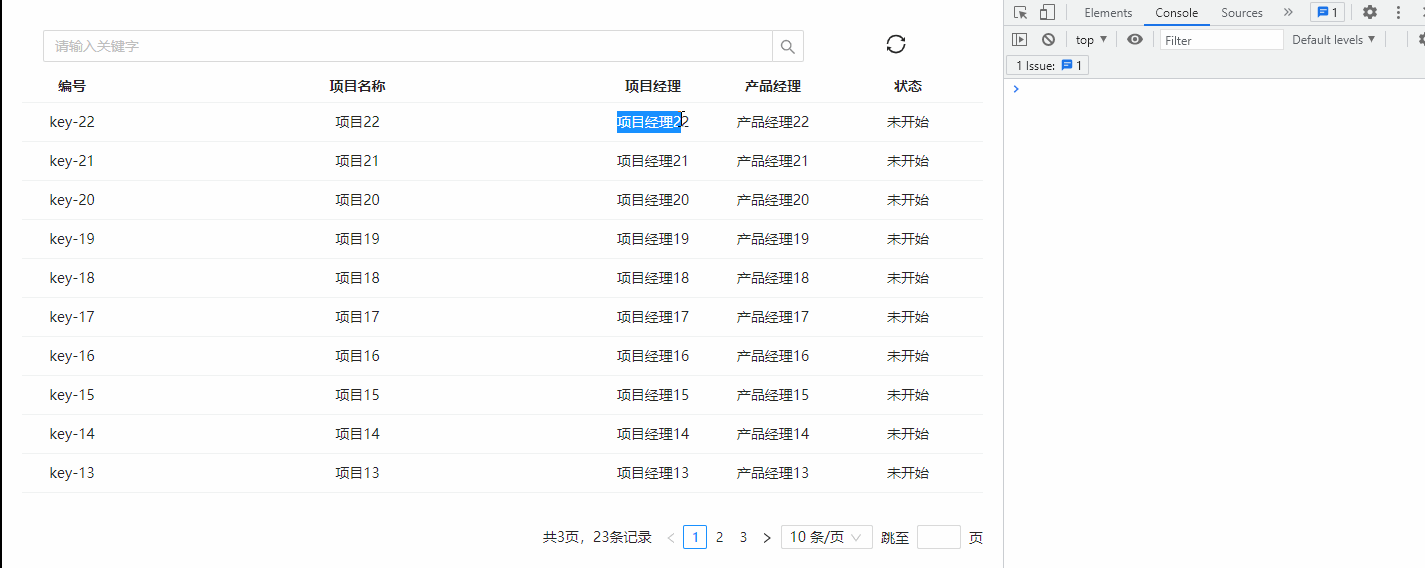 Elements Console Sources » 1
请输入关键字
top ▼ Filter Default levels ▼
1 Issue: 1
编号 项目名称 项目经理 产品经理 状态
key-22 项目22 项目经理22 产品经理22 未开始
key-21 项目21 项目经理21 产品经理21 未开始
key-20 项目20 项目经理20 产品经理20 未开始
key-19 项目19 项目经理19 产品经理19 未开始
key-18 项目18 项目经理18 产品经理18 未开始
key-17 项目17 项目经理17 产品经理17 未开始
key-16 项目16 项目经理16 产品经理16 未开始
key-15 项目15 项目经理15 产品经理15 未开始
key-14 项目14 项目经理14 产品经理14 未开始
key-13 项目13 项目经理13 产品经理13 未开始
共3页，23条记录 < 1 2 3 > 10 条/页 跳至 页